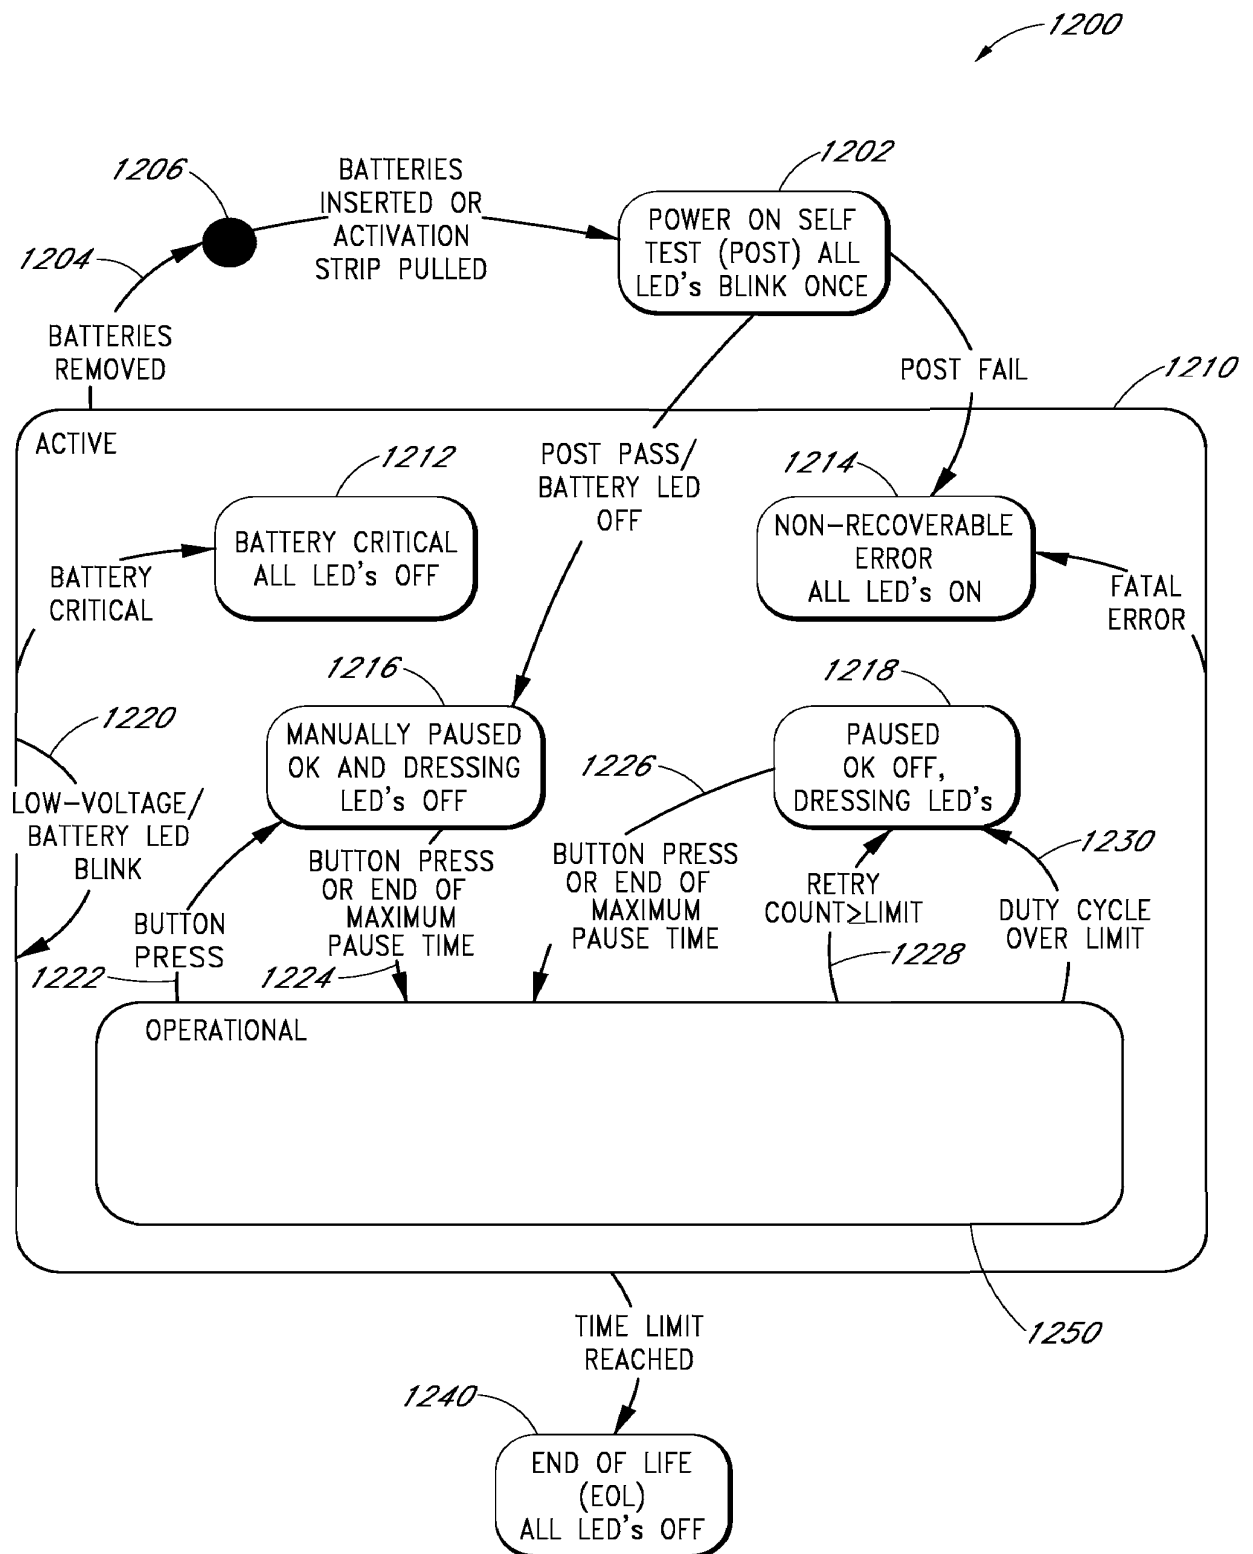 1200
1206
BATTERIES
INSERTED OR
ACTIVATION
STRIP PULLED
1202
POWER ON SELF
TEST (POST) ALL
LED's BLINK ONCE
1204
BATTERIES
REMOVED
POST FAIL
1210
ACTIVE
1212
BATTERY CRITICAL
ALL LED's OFF
POST PASS/
BATTERY LED
OFF
1214
NON-RECOVERABLE
ERROR
ALL LED's ON
BATTERY
CRITICAL
FATAL
ERROR
1216
MANUALLY PAUSED
OK AND DRESSING
LED's OFF
1218
PAUSED
OK OFF,
DRESSING LED's
1220
LOW-VOLTAGE/
BATTERY LED
BLINK
1226
1230
BUTTON
PRESS
1222
BUTTON PRESS
OR END OF
MAXIMUM
PAUSE TIME
1224
BUTTON PRESS
OR END OF
MAXIMUM
PAUSE TIME
RETRY
COUNT≥LIMIT
1228
DUTY CYCLE
OVER LIMIT
OPERATIONAL
1250
TIME LIMIT
REACHED
1240
END OF LIFE
(EOL)
ALL LED's OFF